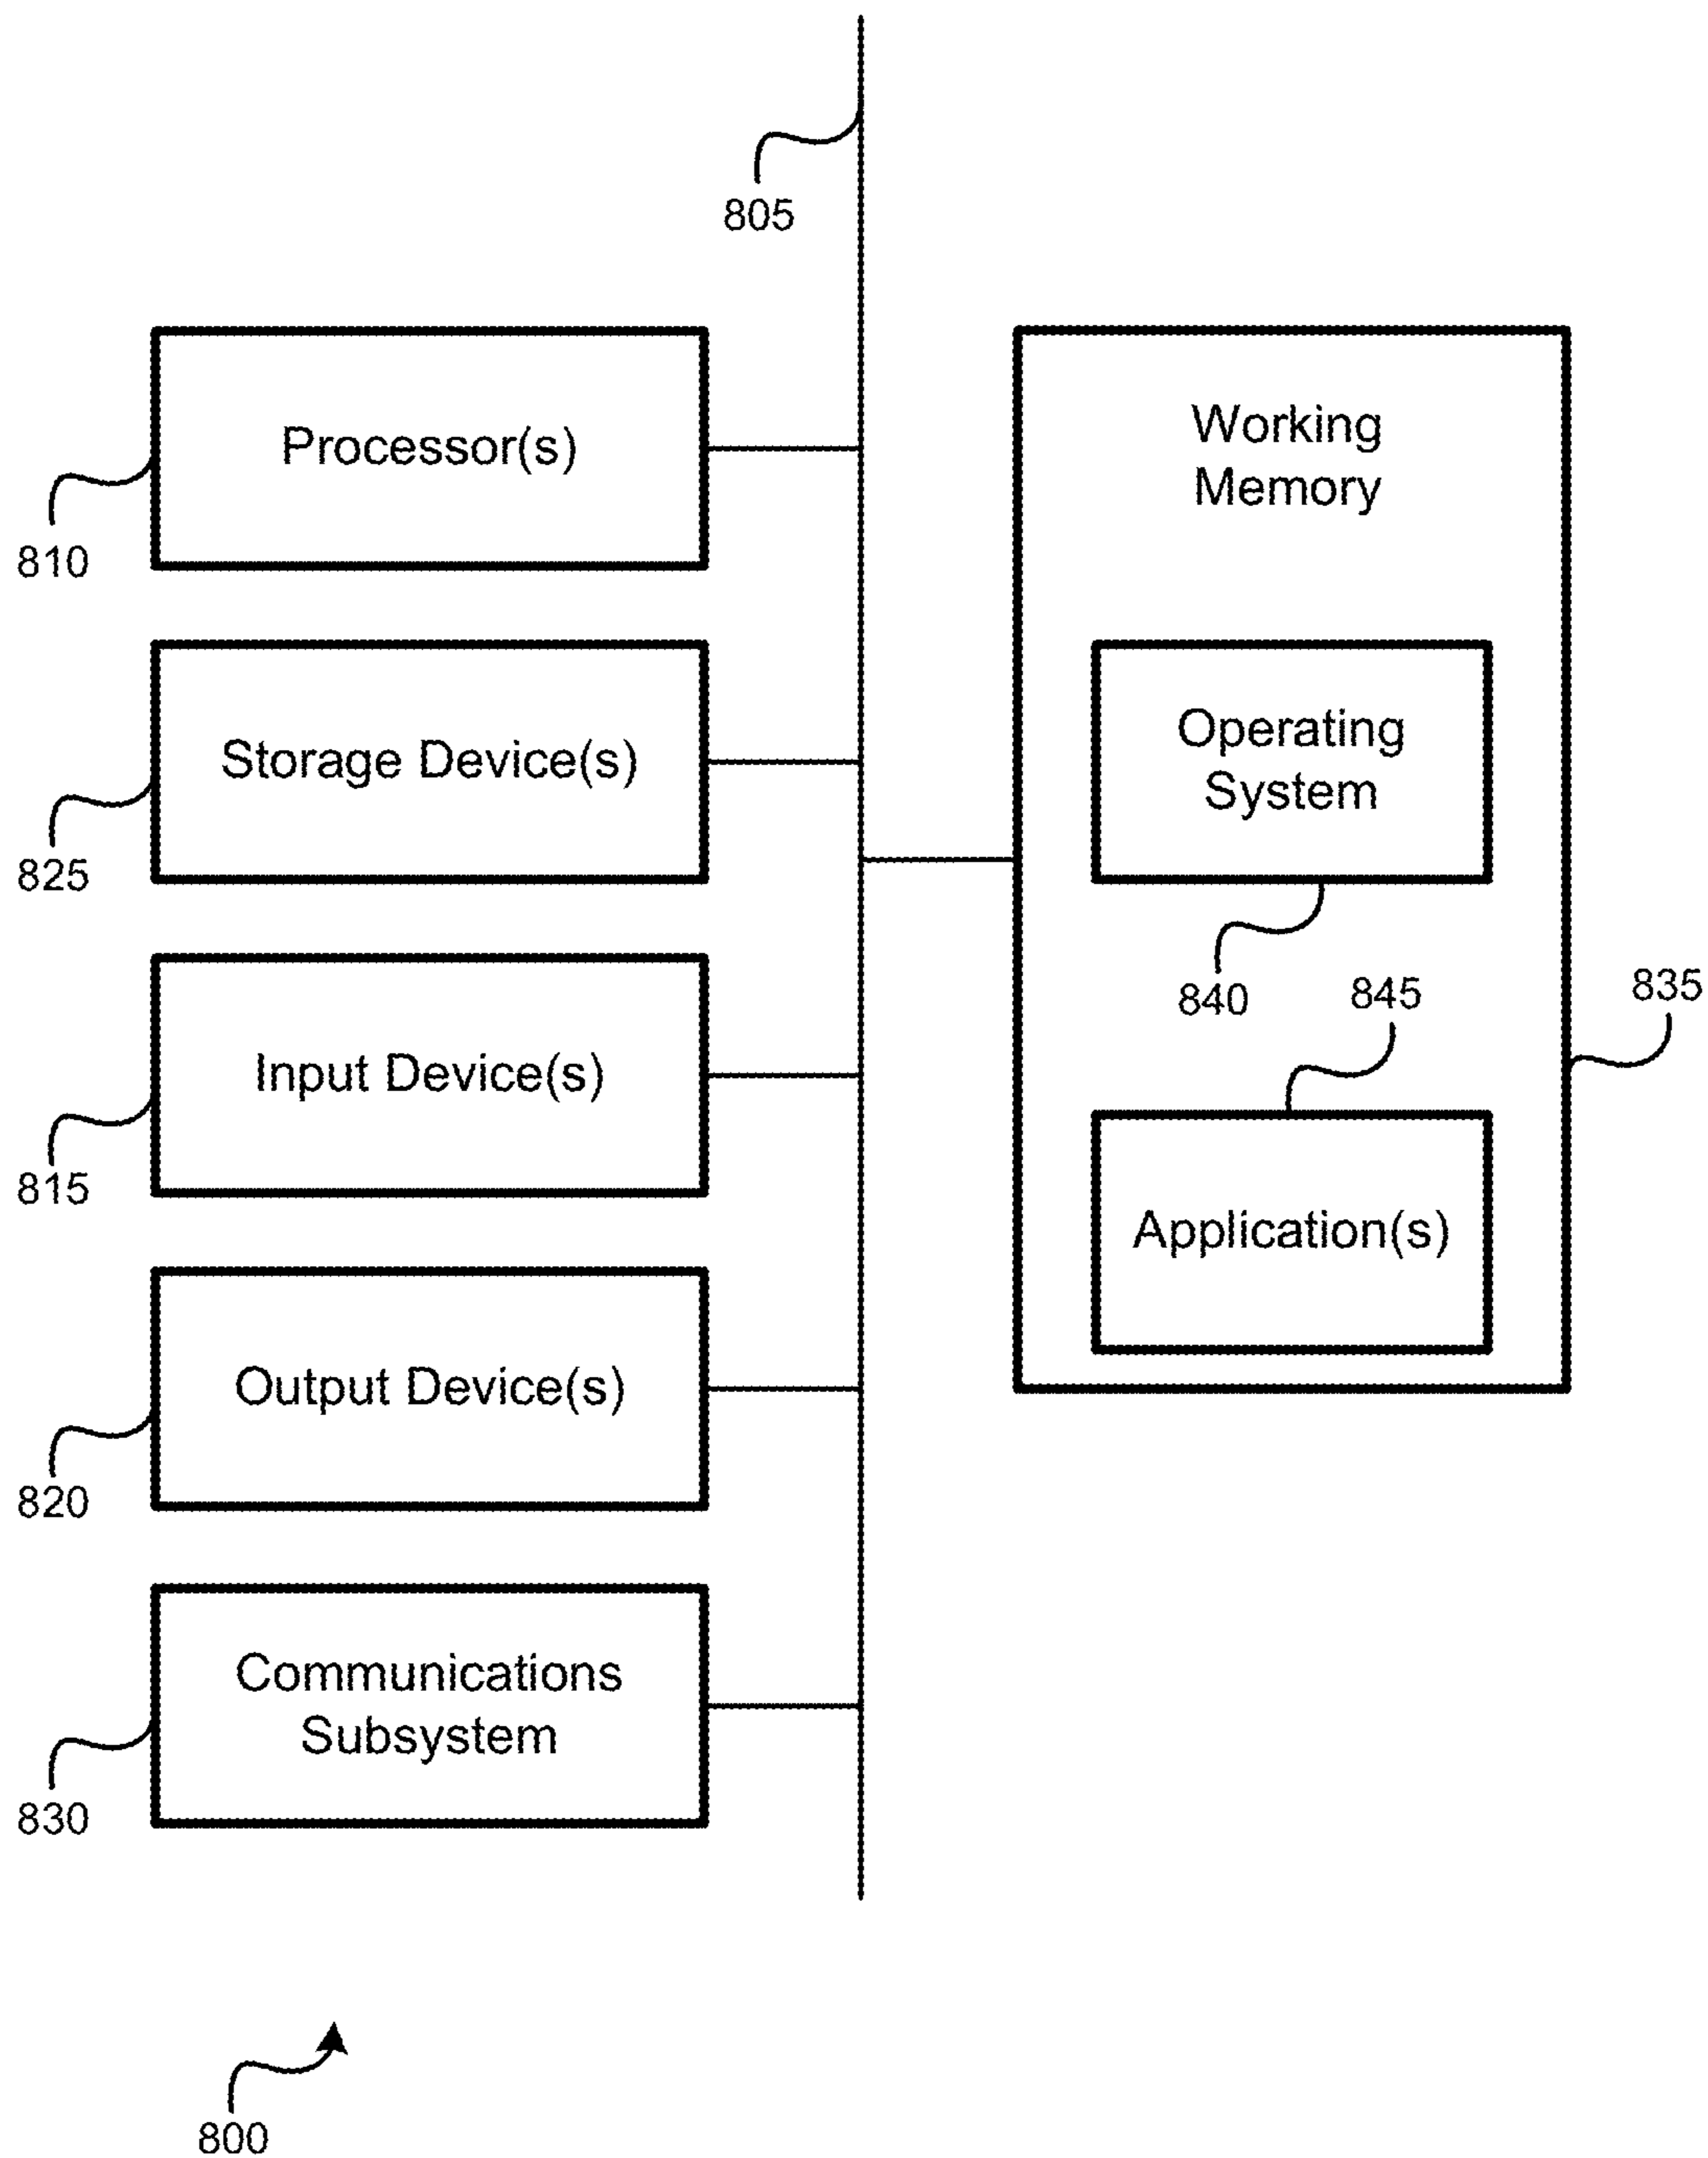 805
Processor(s)
810
Storage Device(s)
825
Input Device(s)
815
Output Device(s)
820
Communications
Subsystem
830
Working
Memory
Operating
System
840
845
835
Application(s)
800